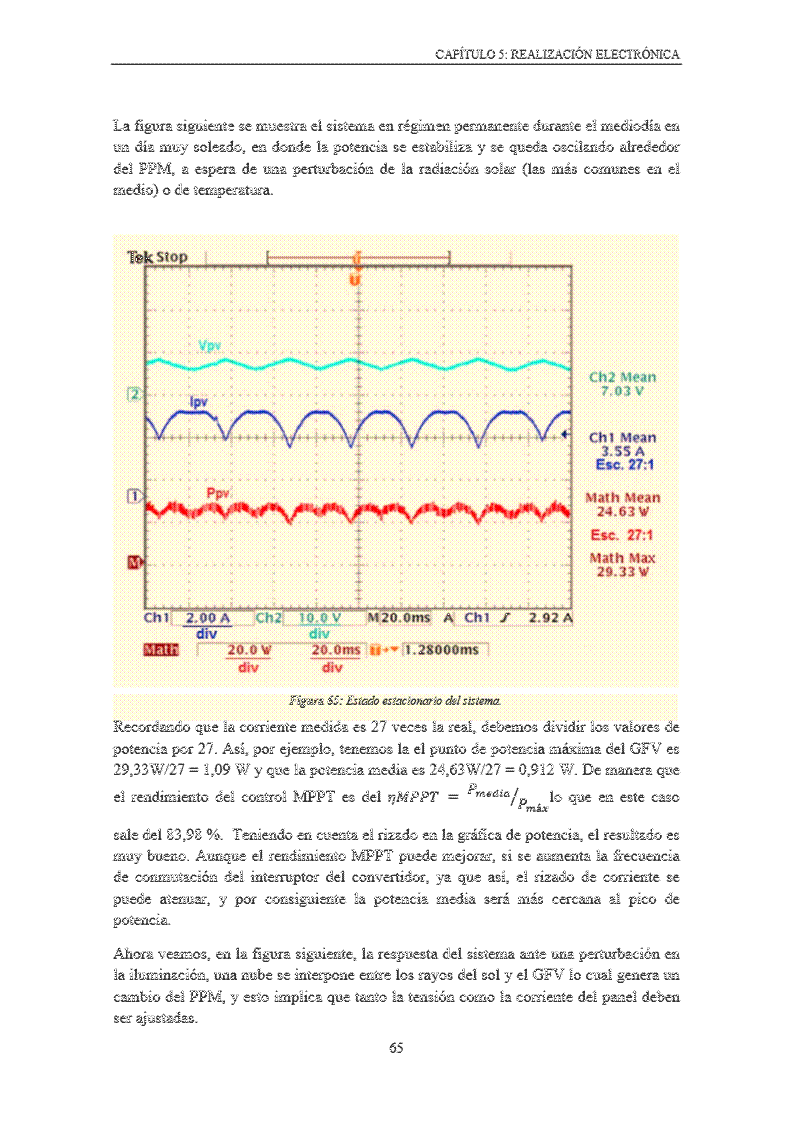 CAPÍTULO 5: REALIZACIÓN ELECTRÓNICA
La figura siguiente se muestra el sistema en régimen permanente durante el mediodía en
un día muy soleado, en donde la potencia se estabiliza y se queda oscilando alrededor
del PPM, a espera de una perturbación de la radiación solar (las más comunes en el
medio) o de temperatura.
Tek Stop
T
Vpv
Ch2 Mean
7.03 V
2
Ipv
Ch1 Mean
3.55 A
Esc. 27:1
1
Ppv
Math Mean
24.63 W
Esc. 27:1
M
Math Max
29.33 W
Ch1 2.00 A Ch2 10.0 V M 20.0ms A Ch1 ƒ 2.92 A
div div
Math 20.0 W 20.0ms T→▼ 1.28000ms
div div
Figura 65: Estado estacionario del sistema.
Recordando que la corriente medida es 27 veces la real, debemos dividir los valores de
potencia por 27. Así, por ejemplo, tenemos la el punto de potencia máxima del GFV es
29,33W/27 = 1,09 W y que la potencia media es 24,63W/27 = 0,912 W. De manera que
el rendimiento del control MPPT es del ηMPPT = Pmedia/Pmáx lo que en este caso
sale del 83,98 %. Teniendo en cuenta el rizado en la gráfica de potencia, el resultado es
muy bueno. Aunque el rendimiento MPPT puede mejorar, si se aumenta la frecuencia
de conmutación del interruptor del convertidor, ya que así, el rizado de corriente se
puede atenuar, y por consiguiente la potencia media será más cercana al pico de
potencia.
Ahora veamos, en la figura siguiente, la respuesta del sistema ante una perturbación en
la iluminación, una nube se interpone entre los rayos del sol y el GFV lo cual genera un
cambio del PPM, y esto implica que tanto la tensión como la corriente del panel deben
ser ajustadas.
65